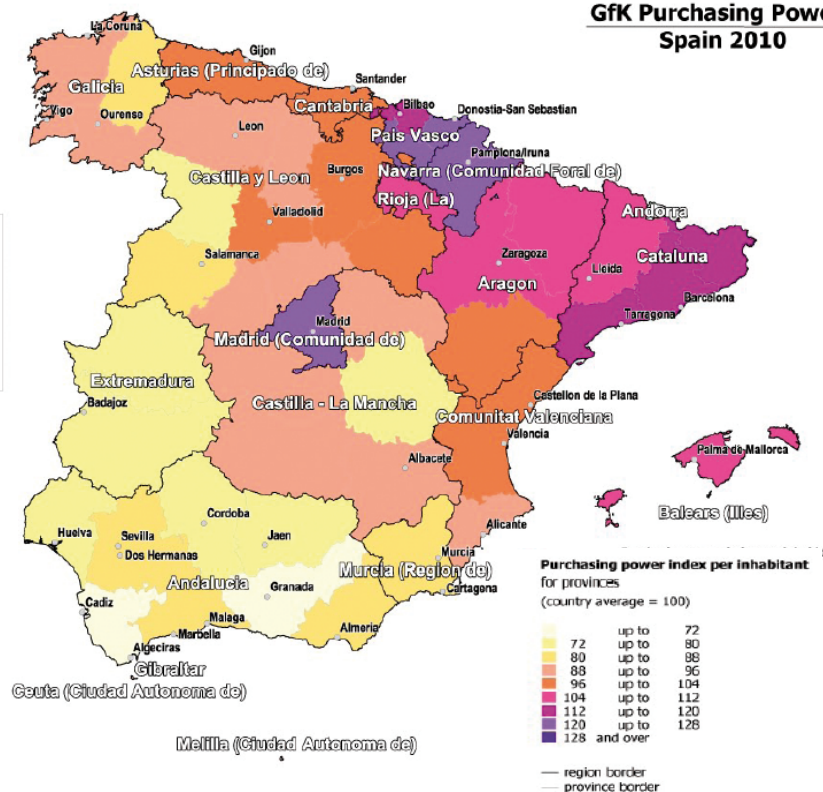 GfK Purchasing Powe
Spain 2010
La Coruna
Gijon
Asturias (Principado de)
Santander
Galicia
Cantabria
Bilbao
Donostia-San Sebastian
Vigo
Ourenso
Leon
Pais Vasco
Pamplona/Iruna
Castilla y Leon
Burgos
Navarra (Comunidad Foral de)
Rioja (La)
Valladolid
Andorra
Salamanca
Zaragoza
Cataluna
Lleida
Aragon
Barcelona
Tarragona
Madrid
Madrid (Comunidad de)
Extremadura
Castilla - La Mancha
Castellon de la Plana
Badajoz
Comunitat Valenciana
Valencia
Palma de Mallorca
Albacete
Balears (Illes)
Cordoba
Alicante
Huelva
Sevilla
Jaen
Dos Hermanas
Murcia
Murcia (Region de)
Andalucia
Granada
Cartagena
Cadiz
Malaga
Almeria
Marbella
Algeciras
Gibraltar
Ceuta (Ciudad Autonoma de)
Melilla (Ciudad Autonoma de)
Purchasing power index per inhabitant
for provinces
(country average = 100)
up to 72
72 up to 80
80 up to 88
88 up to 96
96 up to 104
104 up to 112
112 up to 120
120 up to 128
128 and over
region border
province border